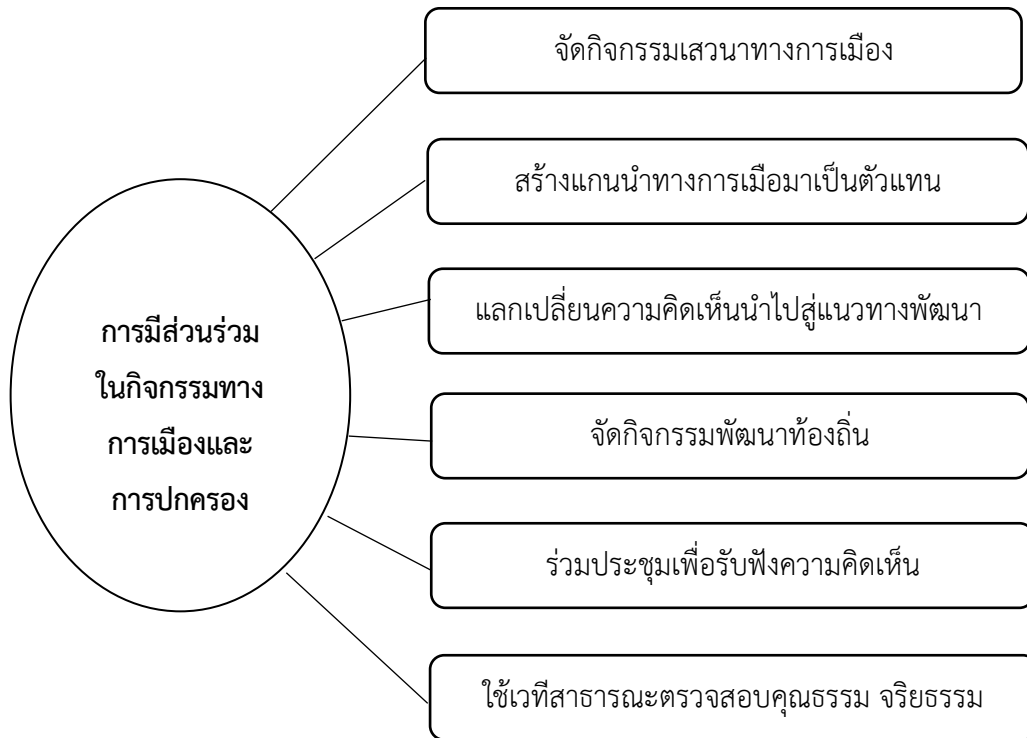 จัดกิจกรรมเสวนาทางการเมือง
สร้างแกนนำทางการเมือมาเป็นตัวแทน
แลกเปลี่ยนความคิดเห็นนำไปสู่แนวทางพัฒนา
การมีส่วนร่วม
ในกิจกรรมทาง
การเมืองและ
การปกครอง
จัดกิจกรรมพัฒนาท้องถิ่น
ร่วมประชุมเพื่อรับฟังความคิดเห็น
ใช้เวทีสาธารณะตรวจสอบคุณธรรม จริยธรรม